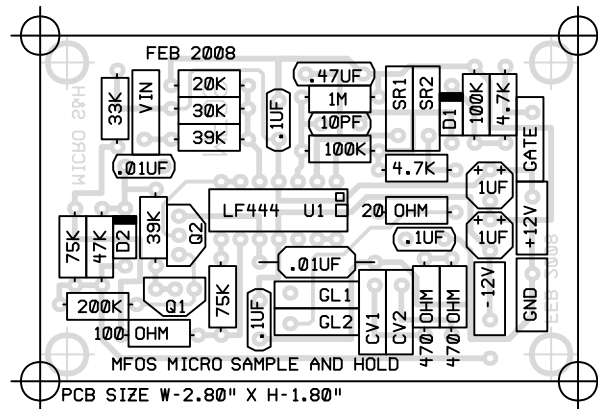 FEB 2008
33K
VIN
20K
30K
39K
.1UF
.47UF
1M
10PF
100K
SR1
SR2
D1
100K
4.7K
MICRO S&H
.01UF
4.7K
GATE
1UF
LF444 U1
20 OHM
75K
47K
D2
39K
Q2
.1UF
1UF
+12V
.01UF
200K
Q1
75K
.1UF
GL1
GL2
CV1
CV2
470-OHM
470-OHM
-12V
GND
FEB 2008
100-OHM
MFOS MICRO SAMPLE AND HOLD
PCB SIZE W-2.80" X H-1.80"